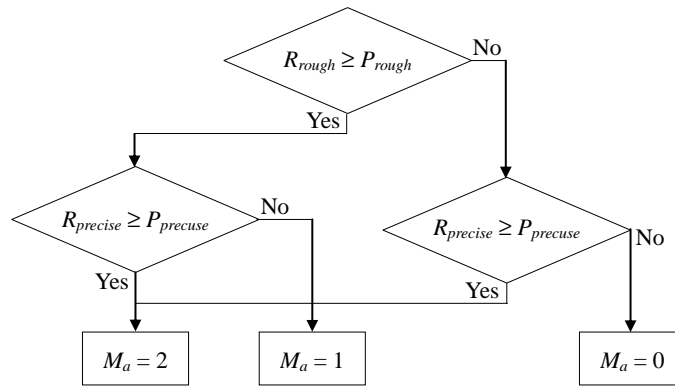 R_rough ≥ P_rough
No
Yes
R_precise ≥ P_precuse
No
R_precise ≥ P_precuse
No
Yes
Yes
M_a = 2
M_a = 1
M_a = 0